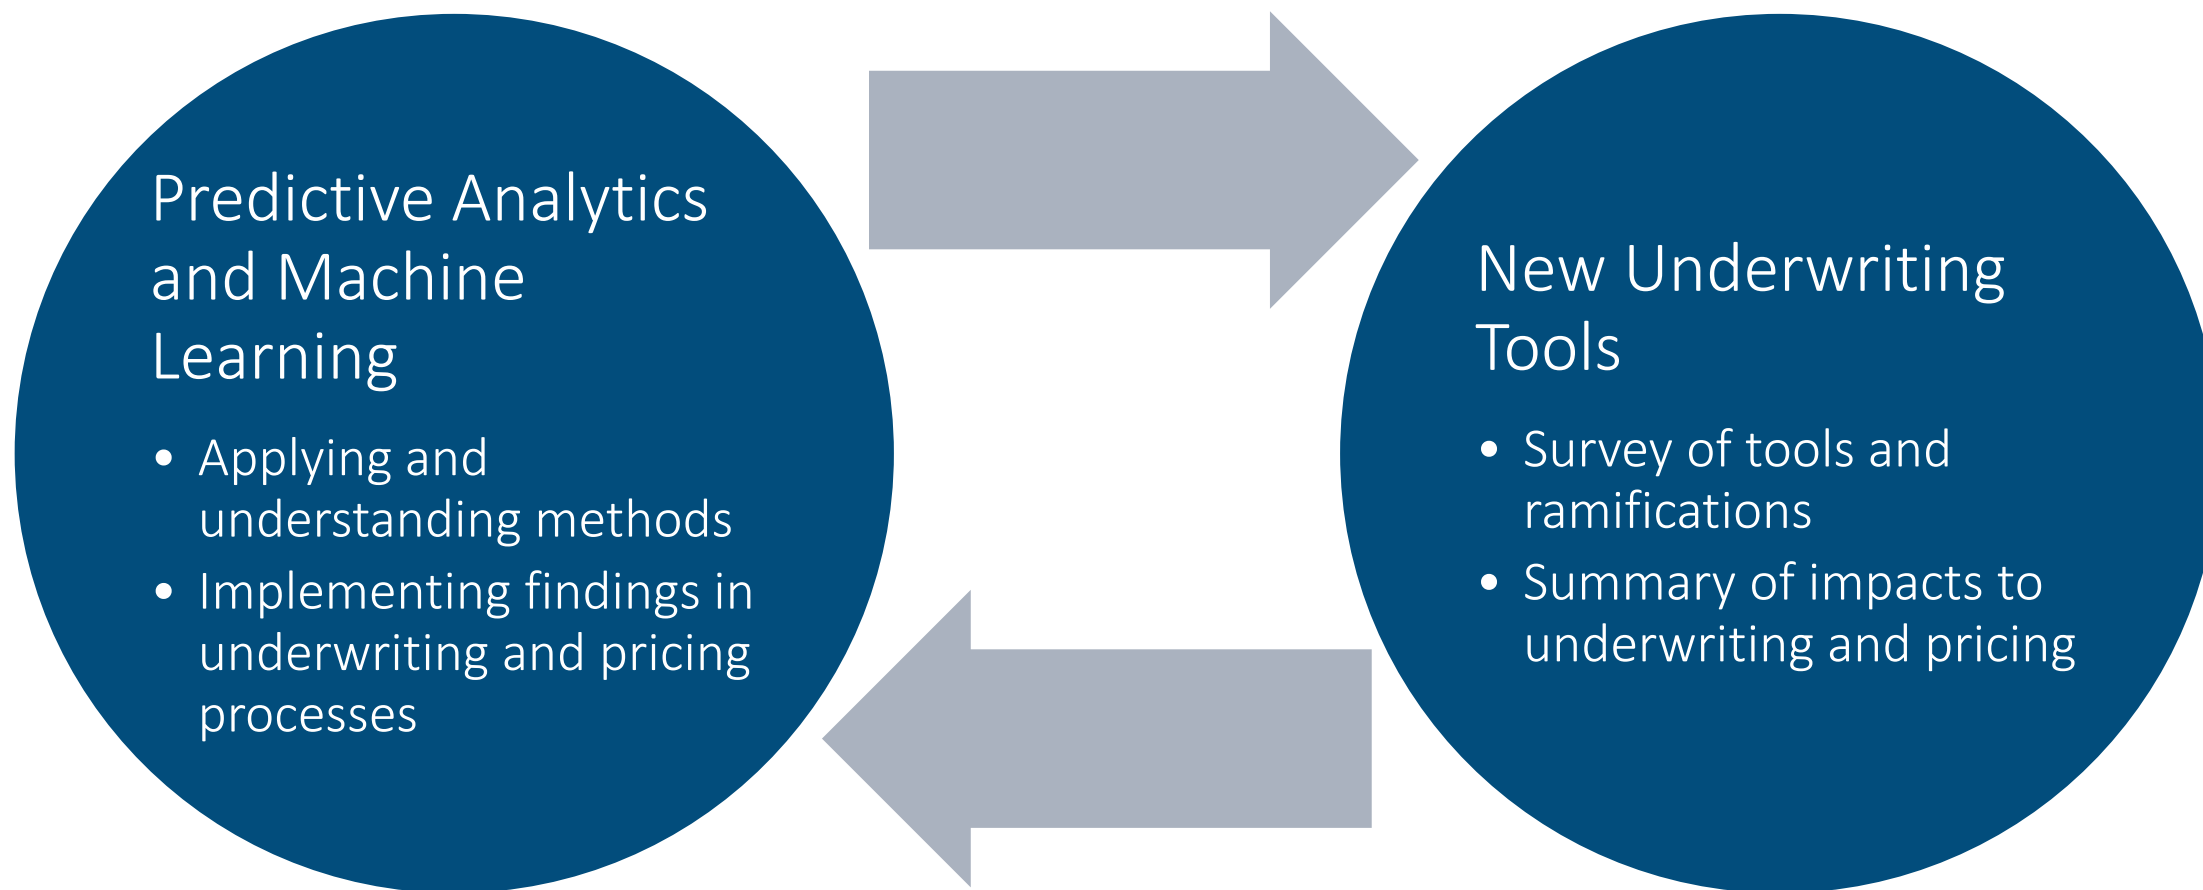 Predictive Analytics
and Machine
Learning
• Applying and
understanding methods
• Implementing findings in
underwriting and pricing
processes
New Underwriting
Tools
• Survey of tools and
ramifications
• Summary of impacts to
underwriting and pricing